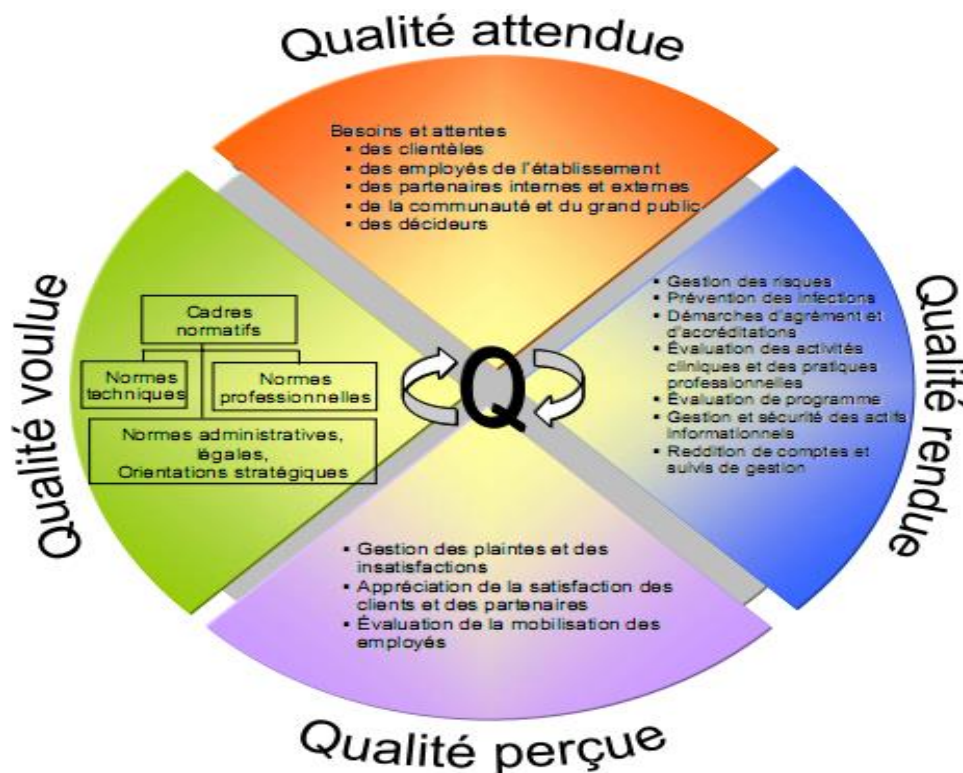 Qualité attendue
Besoins et attentes
▪ des clientèles
▪ des employés de l'établissement
▪ des partenaires internes et externes
▪ de la communauté et du grand public
▪ des décideurs
Qualité voulue
Cadres
normatifs
Normes
techniques
Normes
professionnelles
Normes administratives,
légales,
Orientations stratégiques
Q
▪ Gestion des risques
▪ Prévention des infections
▪ Démarches d'agrément et
d'accréditations
▪ Évaluation des activités
cliniques et des pratiques
professionnelles
▪ Évaluation de programme
▪ Gestion et sécurité des actifs
informationnels
▪ Reddition de comptes et
suivis de gestion
Qualité rendue
▪ Gestion des plaintes et des
insatisfactions
▪ Appréciation de la satisfaction des
clients et des partenaires
▪ Évaluation de la mobilisation des
employés
Qualité perçue